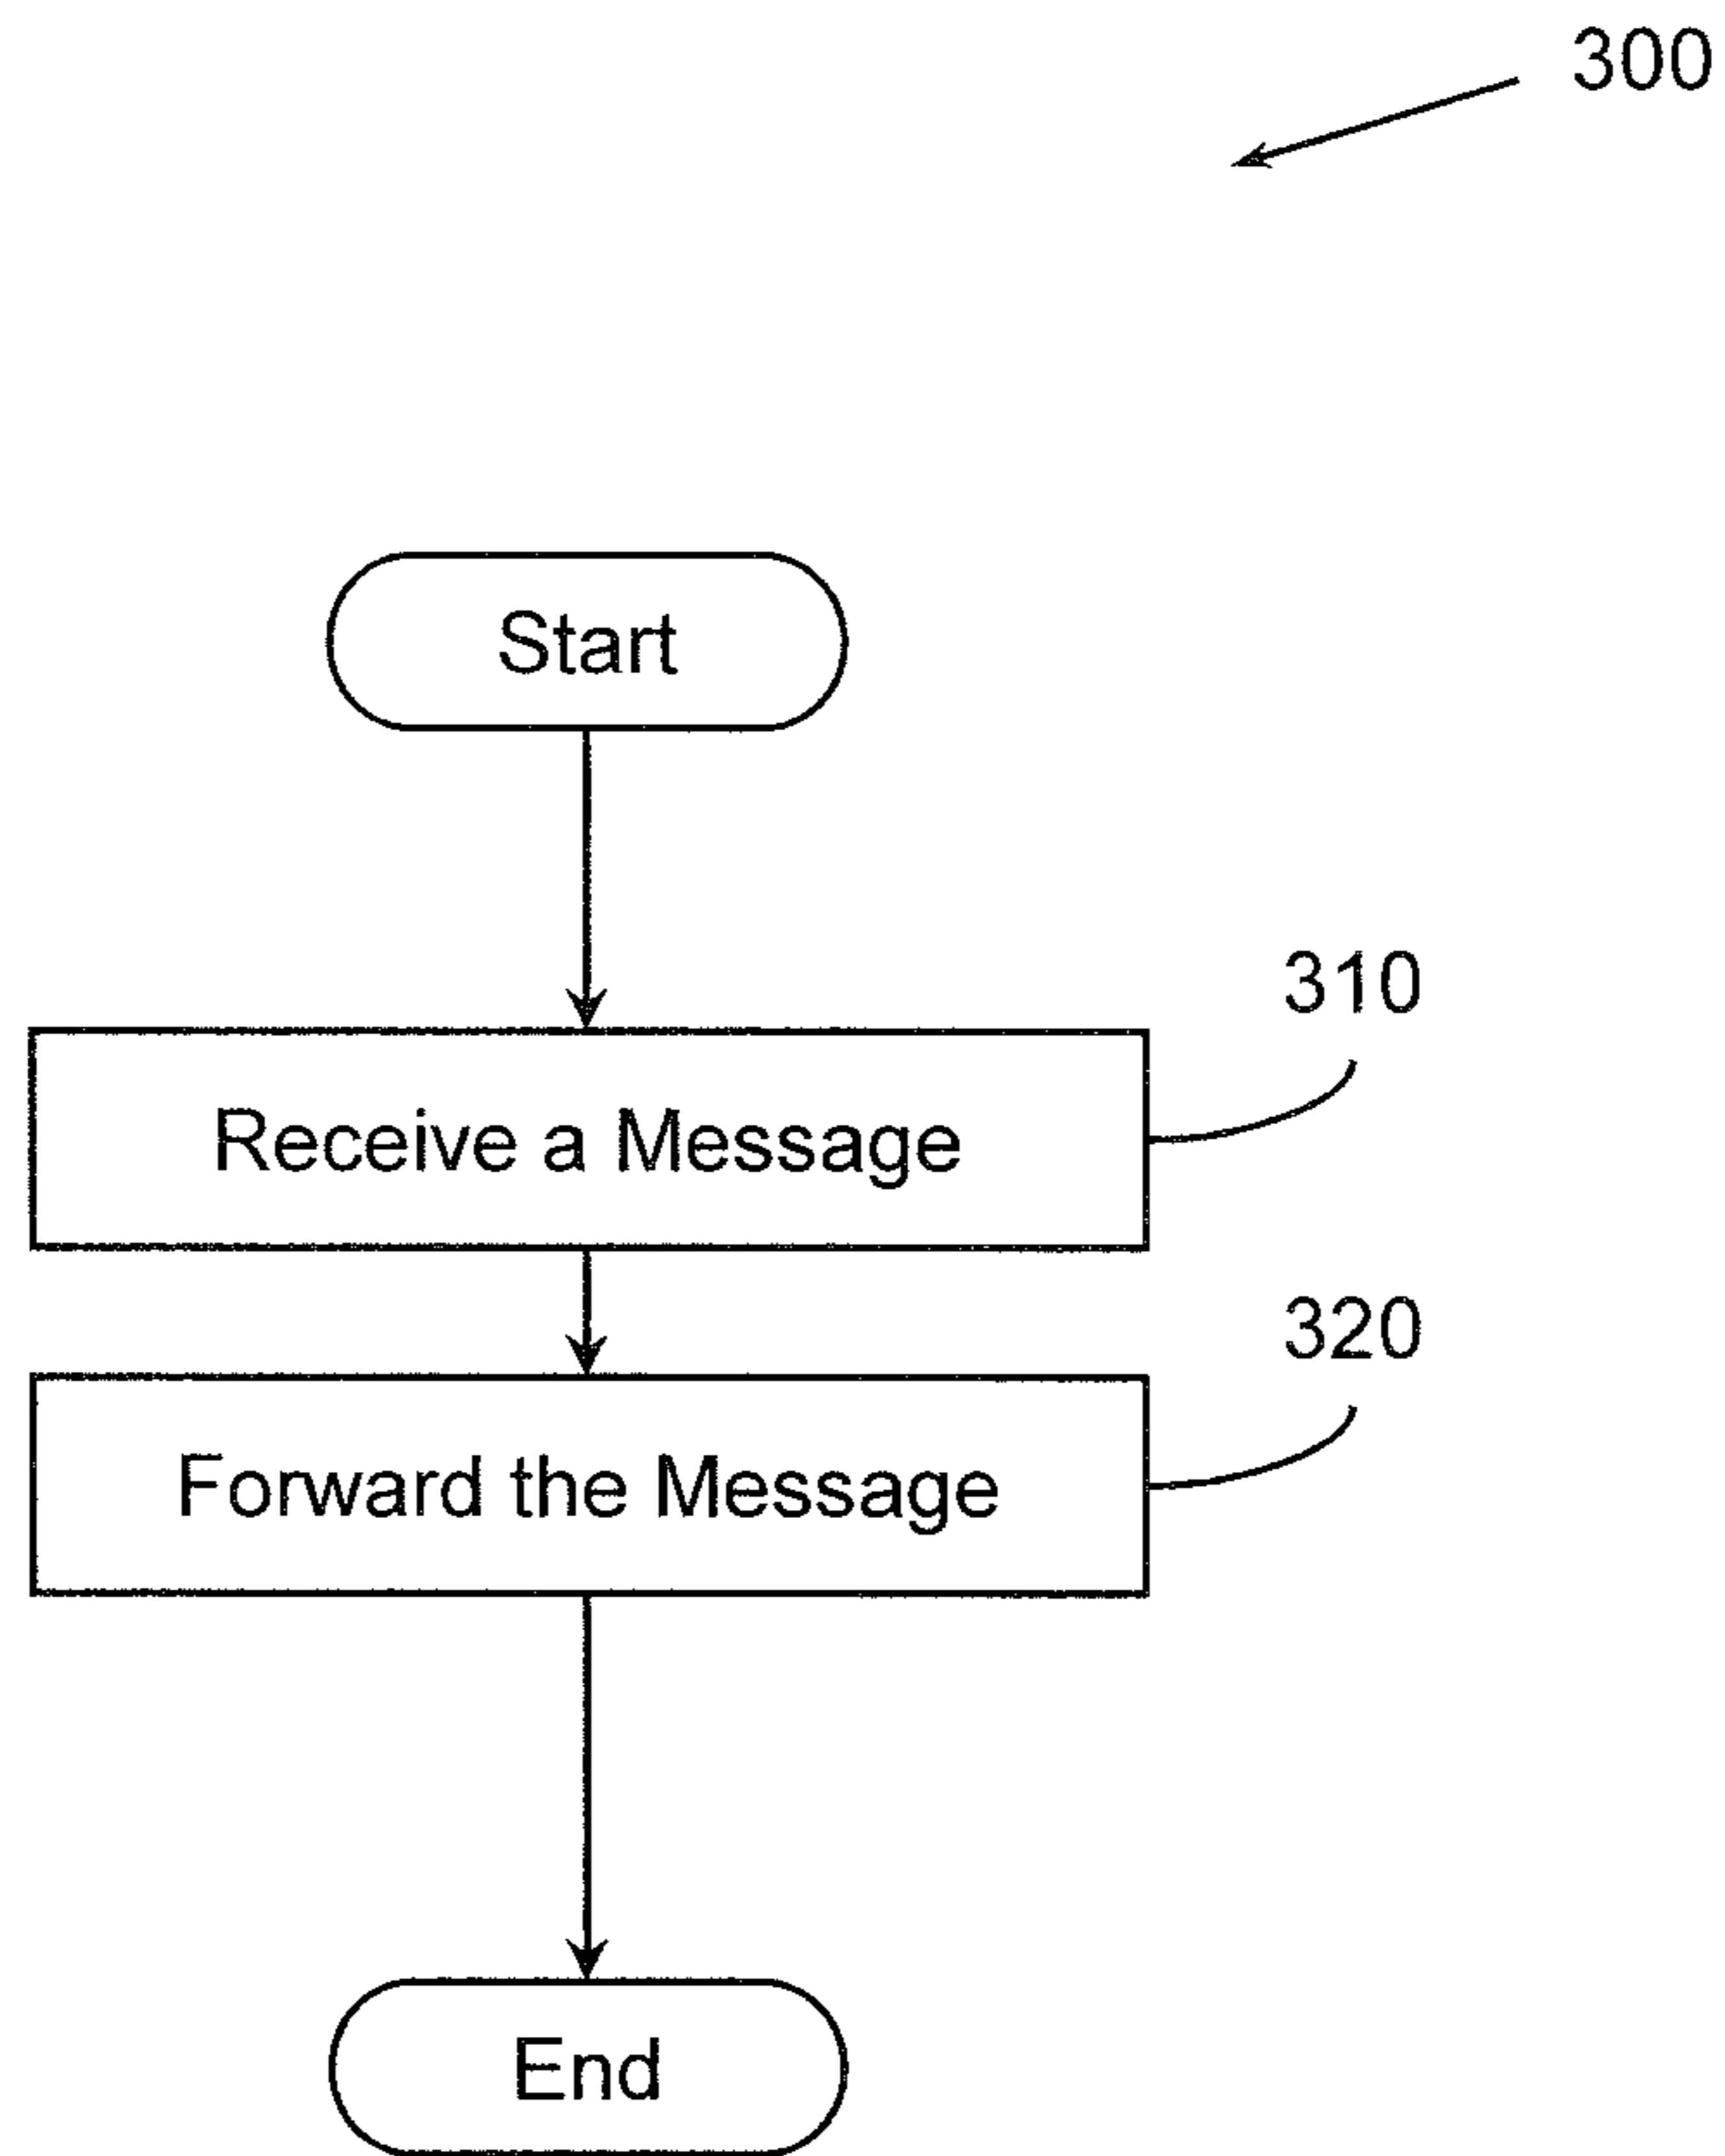 300
Start
310
Receive a Message
320
Forward the Message
End